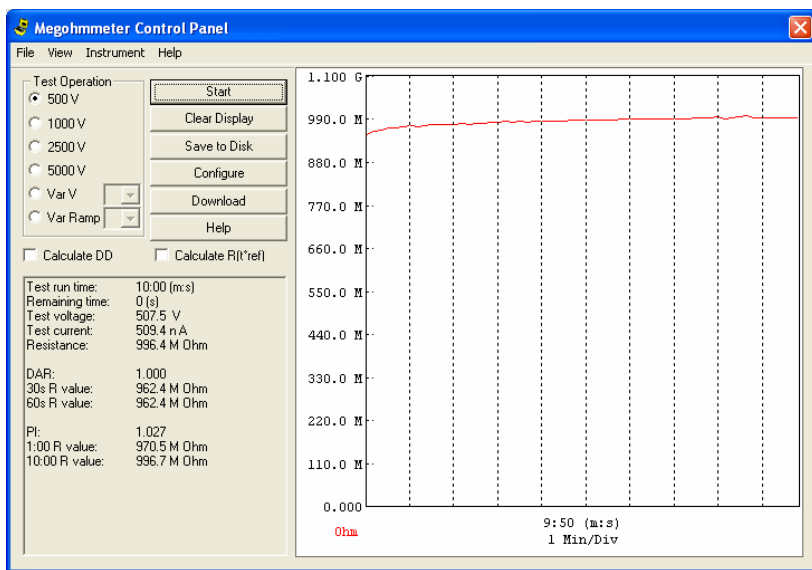 Megohmmeter Control Panel
File View Instrument Help
Test Operation
500 V
1000 V
2500 V
5000 V
Var V
Var Ramp
Start
Clear Display
Save to Disk
Configure
Download
Help
Calculate DD
Calculate R(t*ref)
Test run time: 10:00 (m:s)
Remaining time: 0 (s)
Test voltage: 507.5 V
Test current: 509.4 n A
Resistance: 996.4 M Ohm
DAR: 1.000
30s R value: 962.4 M Ohm
60s R value: 962.4 M Ohm
PI: 1.027
1:00 R value: 970.5 M Ohm
10:00 R value: 996.7 M Ohm
1.100 G
990.0 M
880.0 M
770.0 M
660.0 M
550.0 M
440.0 M
330.0 M
220.0 M
110.0 M
0.000
Ohm
9:50 (m:s)
1 Min/Div